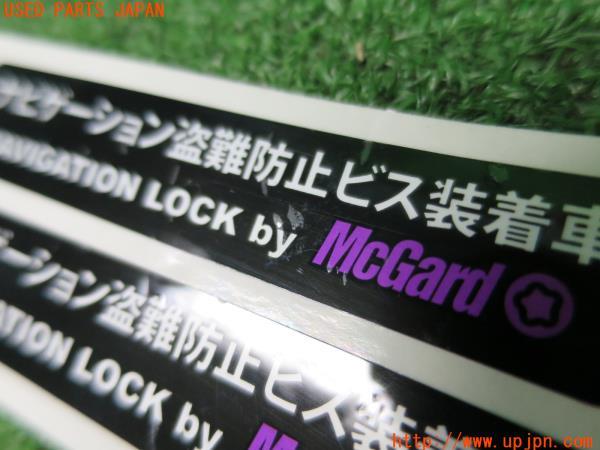 USED PARTS JAPAN
ナビゲーション盗難防止ビス装着車
NAVIGATION LOCK by McGard
ゲーション盗難防止ビス装着
ATION LOCK by Mc
http://www.upjpn.com/